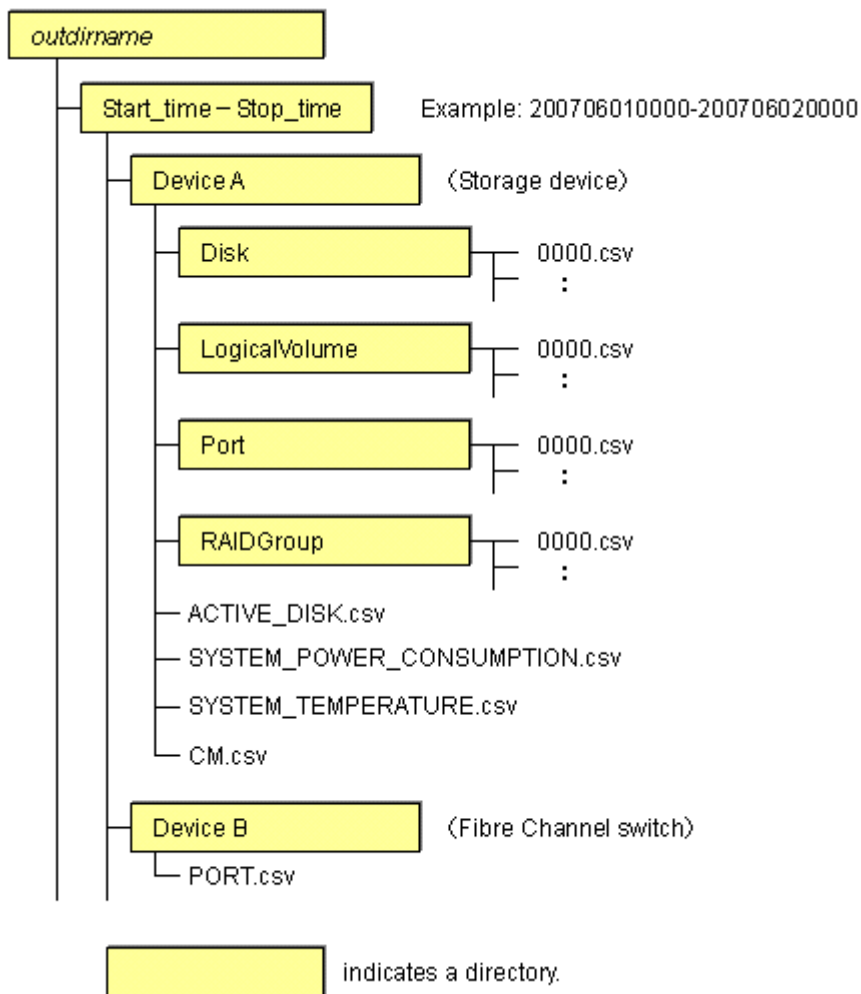 outdirname
Start_time – Stop_time Example: 200706010000-200706020000
Device A (Storage device)
Disk 0000.csv
:
LogicalVolume 0000.csv
:
Port 0000.csv
:
RAIDGroup 0000.csv
:
ACTIVE_DISK.csv
SYSTEM_POWER_CONSUMPTION.csv
SYSTEM_TEMPERATURE.csv
CM.csv
Device B (Fibre Channel switch)
PORT.csv
indicates a directory.